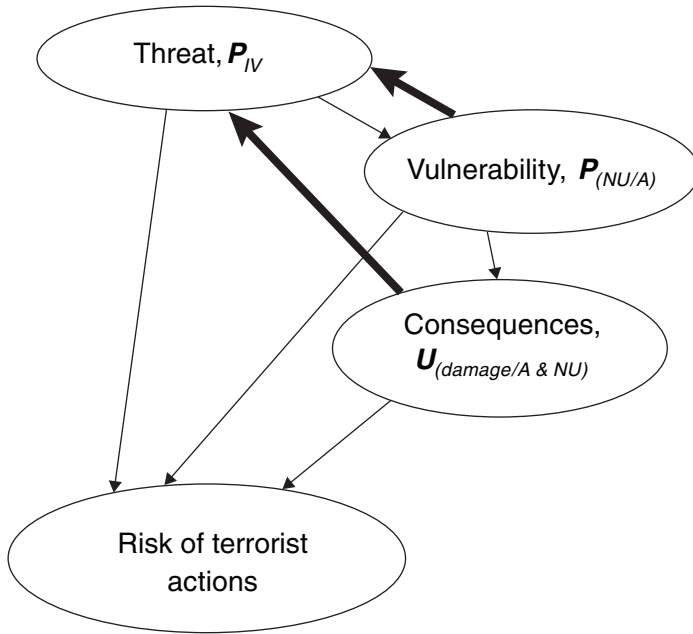 Threat, P_IV
Vulnerability, P_(NU/A)
Consequences,
U_(damage/A & NU)
Risk of terrorist
actions